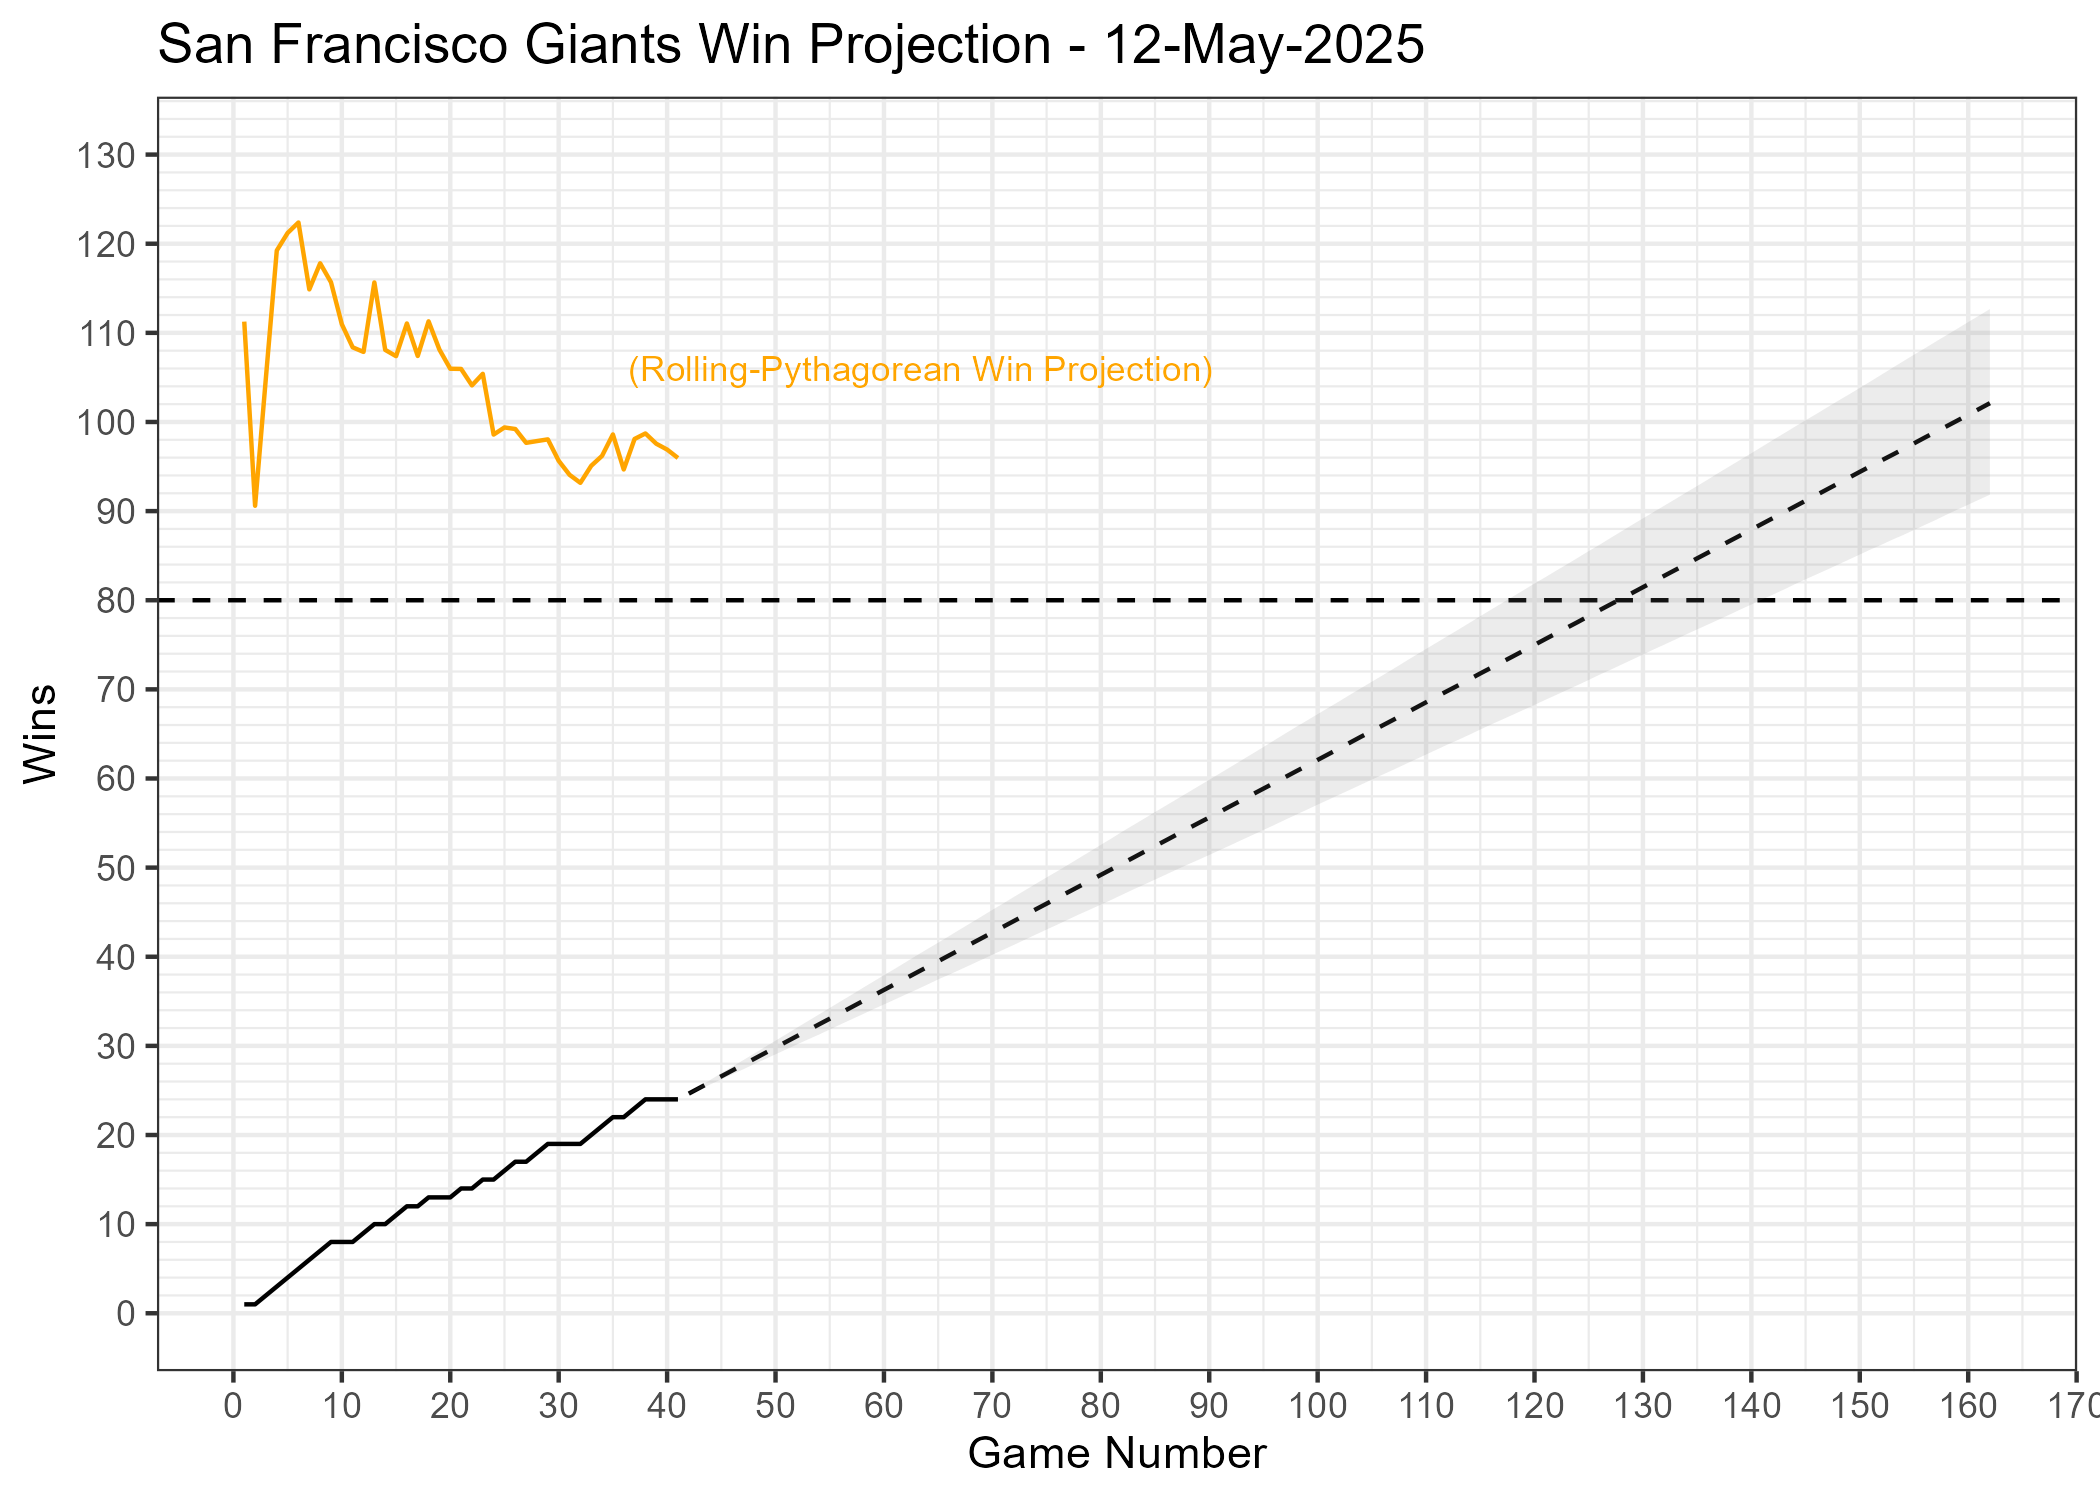 San Francisco Giants Win Projection - 12-May-2025
130
120
110
(Rolling-Pythagorean Win Projection)
100
90
80
70
Wins
60
50
40
30
20
10
0
0 10 20 30 40 50 60 70 80 90 100 110 120 130 140 150 160 170
Game Number